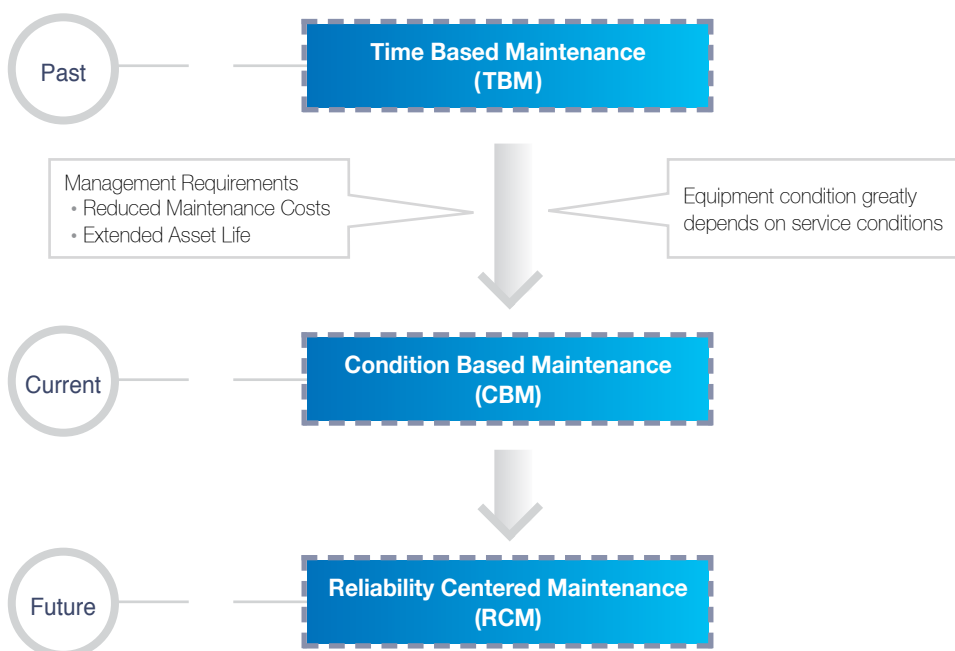 Past
Time Based Maintenance
(TBM)
Management Requirements
• Reduced Maintenance Costs
• Extended Asset Life
Equipment condition greatly
depends on service conditions
Current
Condition Based Maintenance
(CBM)
Future
Reliability Centered Maintenance
(RCM)